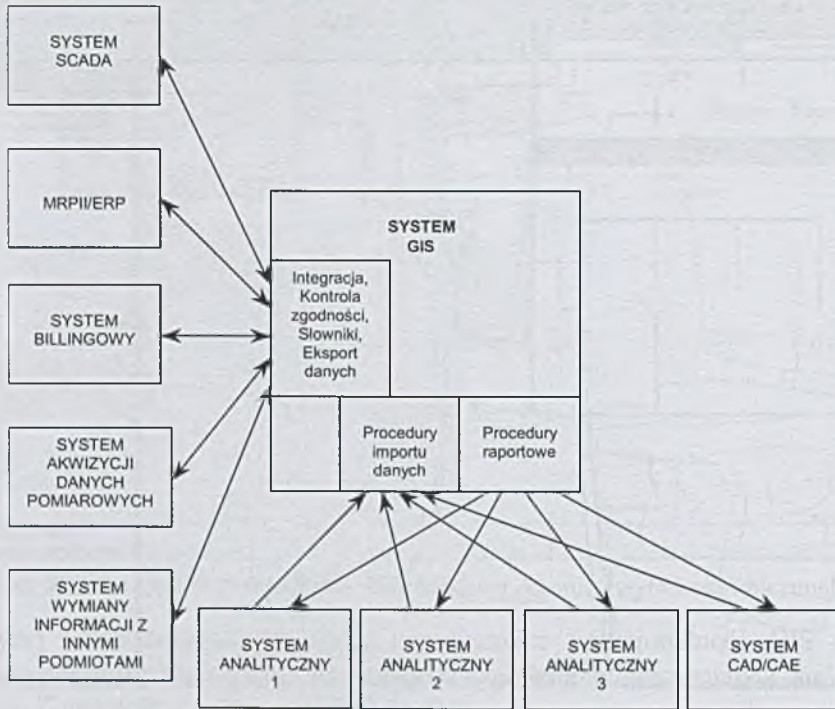 SYSTEM
SCADA
MRPII/ERP
SYSTEM
BILLINGOWY
SYSTEM
AKWIZYCJI
DANYCH
POMIAROWYCH
SYSTEM
WYMIANY
INFORMACJI Z
INNYMI
PODMIOTAMI
SYSTEM
GIS
Integracja,
Kontrola
zgodności,
Słowniki,
Eksport
danych
Procedury
importu
danych
Procedury
raportowe
SYSTEM
ANALITYCZNY
1
SYSTEM
ANALITYCZNY
2
SYSTEM
ANALITYCZNY
3
SYSTEM
CAD/CAE